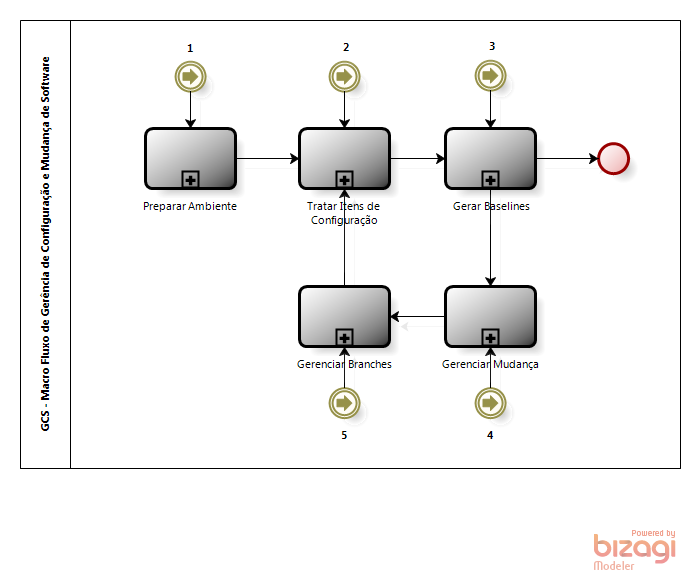 GCS - Macro Fluxo de Gerência de Configuração e Mudança de Software
1
2
3
Preparar Ambiente
Tratar Itens de
Configuração
Gerar Baselines
Gerenciar Branches
Gerenciar Mudança
5
4
Powered by
bizagi
Modeler